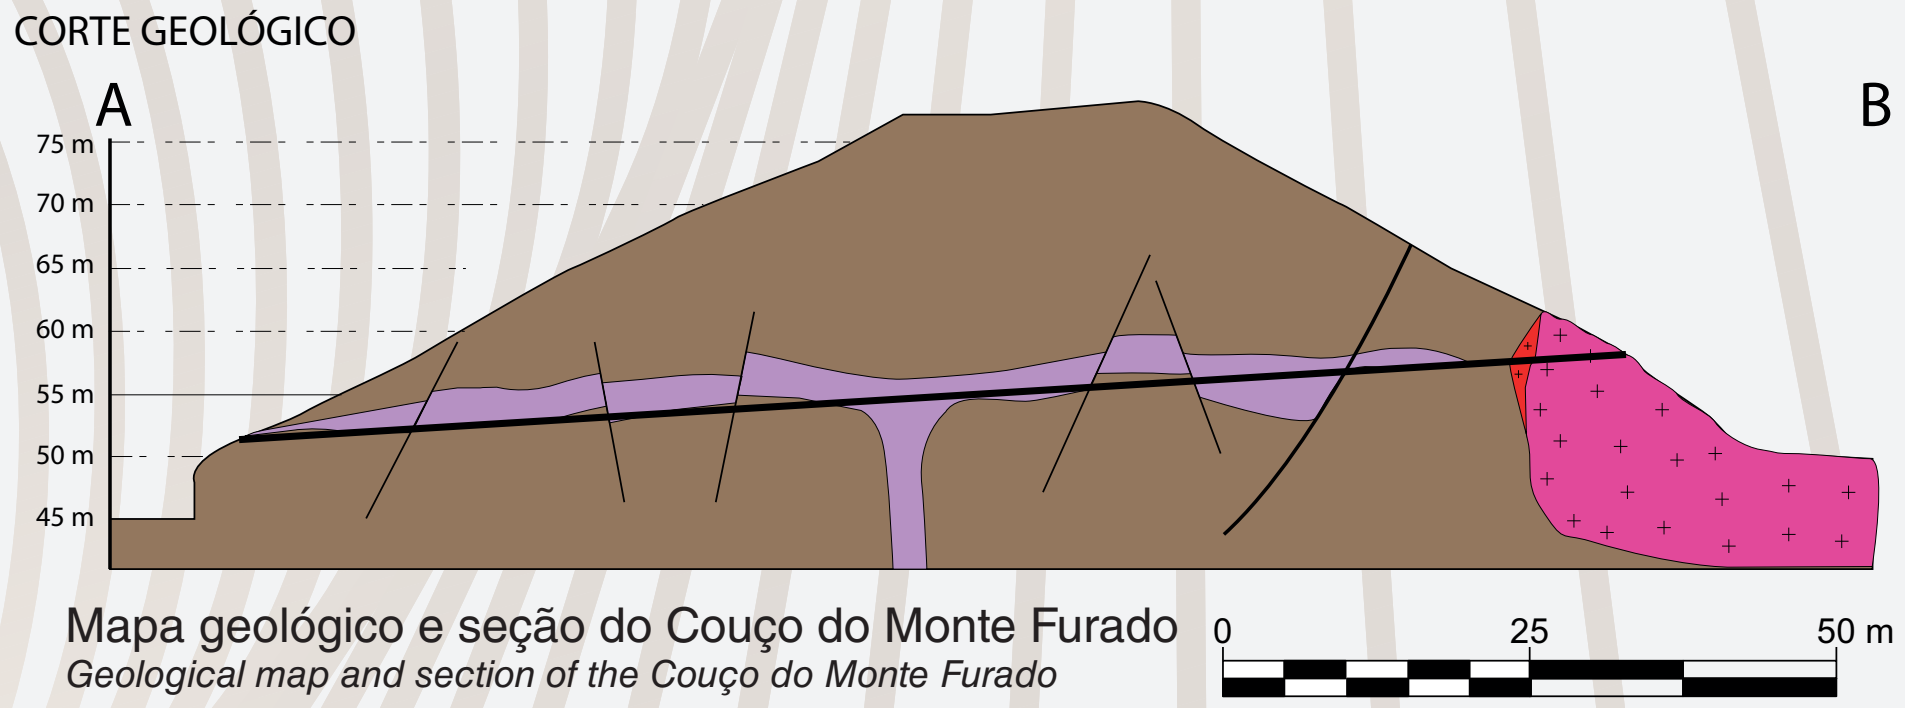 CORTE GEOLÓGICO
A
B
75 m
70 m
65 m
60 m
55 m
50 m
45 m
Mapa geológico e seção do Couço do Monte Furado
Geological map and section of the Couço do Monte Furado
0 25 50 m